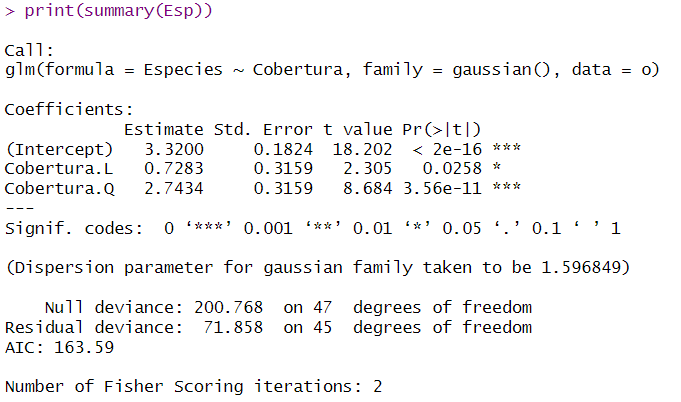 > print(summary(Esp))
Call:
glm(formula = Especies ~ Cobertura, family = gaussian(), data = o)
Coefficients:
Estimate Std. Error t value Pr(>|t|)
(Intercept) 3.3200 0.1824 18.202 < 2e-16 ***
Cobertura.L 0.7283 0.3159 2.305 0.0258 *
Cobertura.Q 2.7434 0.3159 8.684 3.56e-11 ***
---
Signif. codes: 0 ‘***’ 0.001 ‘**’ 0.01 ‘*’ 0.05 ‘.’ 0.1 ‘ ’ 1
(Dispersion parameter for gaussian family taken to be 1.596849)
Null deviance: 200.768 on 47 degrees of freedom
Residual deviance: 71.858 on 45 degrees of freedom
AIC: 163.59
Number of Fisher Scoring iterations: 2